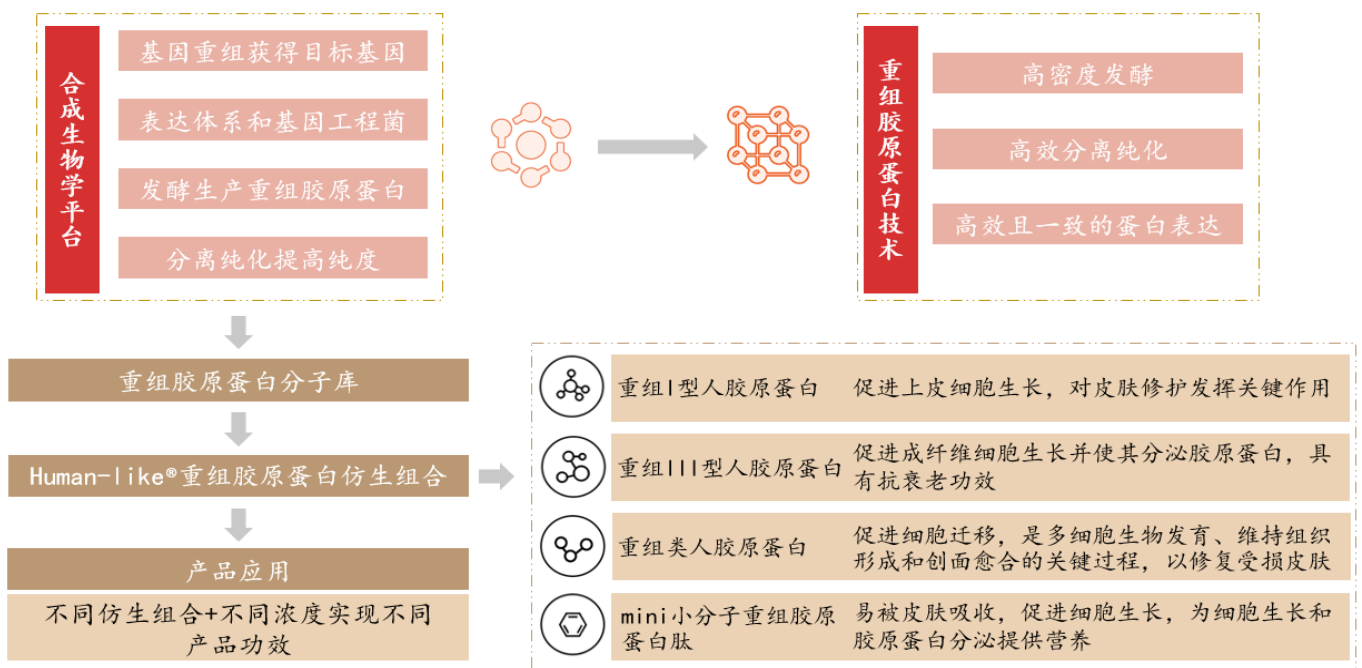 合成生物学平台
基因重组获得目标基因
表达体系和基因工程菌
发酵生产重组胶原蛋白
分离纯化提高纯度
重组胶原蛋白技术
高密度发酵
高效分离纯化
高效且一致的蛋白表达
重组胶原蛋白分子库
Human-like®重组胶原蛋白仿生组合
产品应用
不同仿生组合+不同浓度实现不同
产品功效
重组I型人胶原蛋白
促进上皮细胞生长，对皮肤修护发挥关键作用
重组III型人胶原蛋白
促进成纤维细胞生长并使其分泌胶原蛋白，具
有抗衰老功效
重组类人胶原蛋白
促进细胞迁移，是多细胞生物发育、维持组织
形成和创面愈合的关键过程，以修复受损皮肤
mini小分子重组胶原
蛋白肽
易被皮肤吸收，促进细胞生长，为细胞生长和
胶原蛋白分泌提供营养